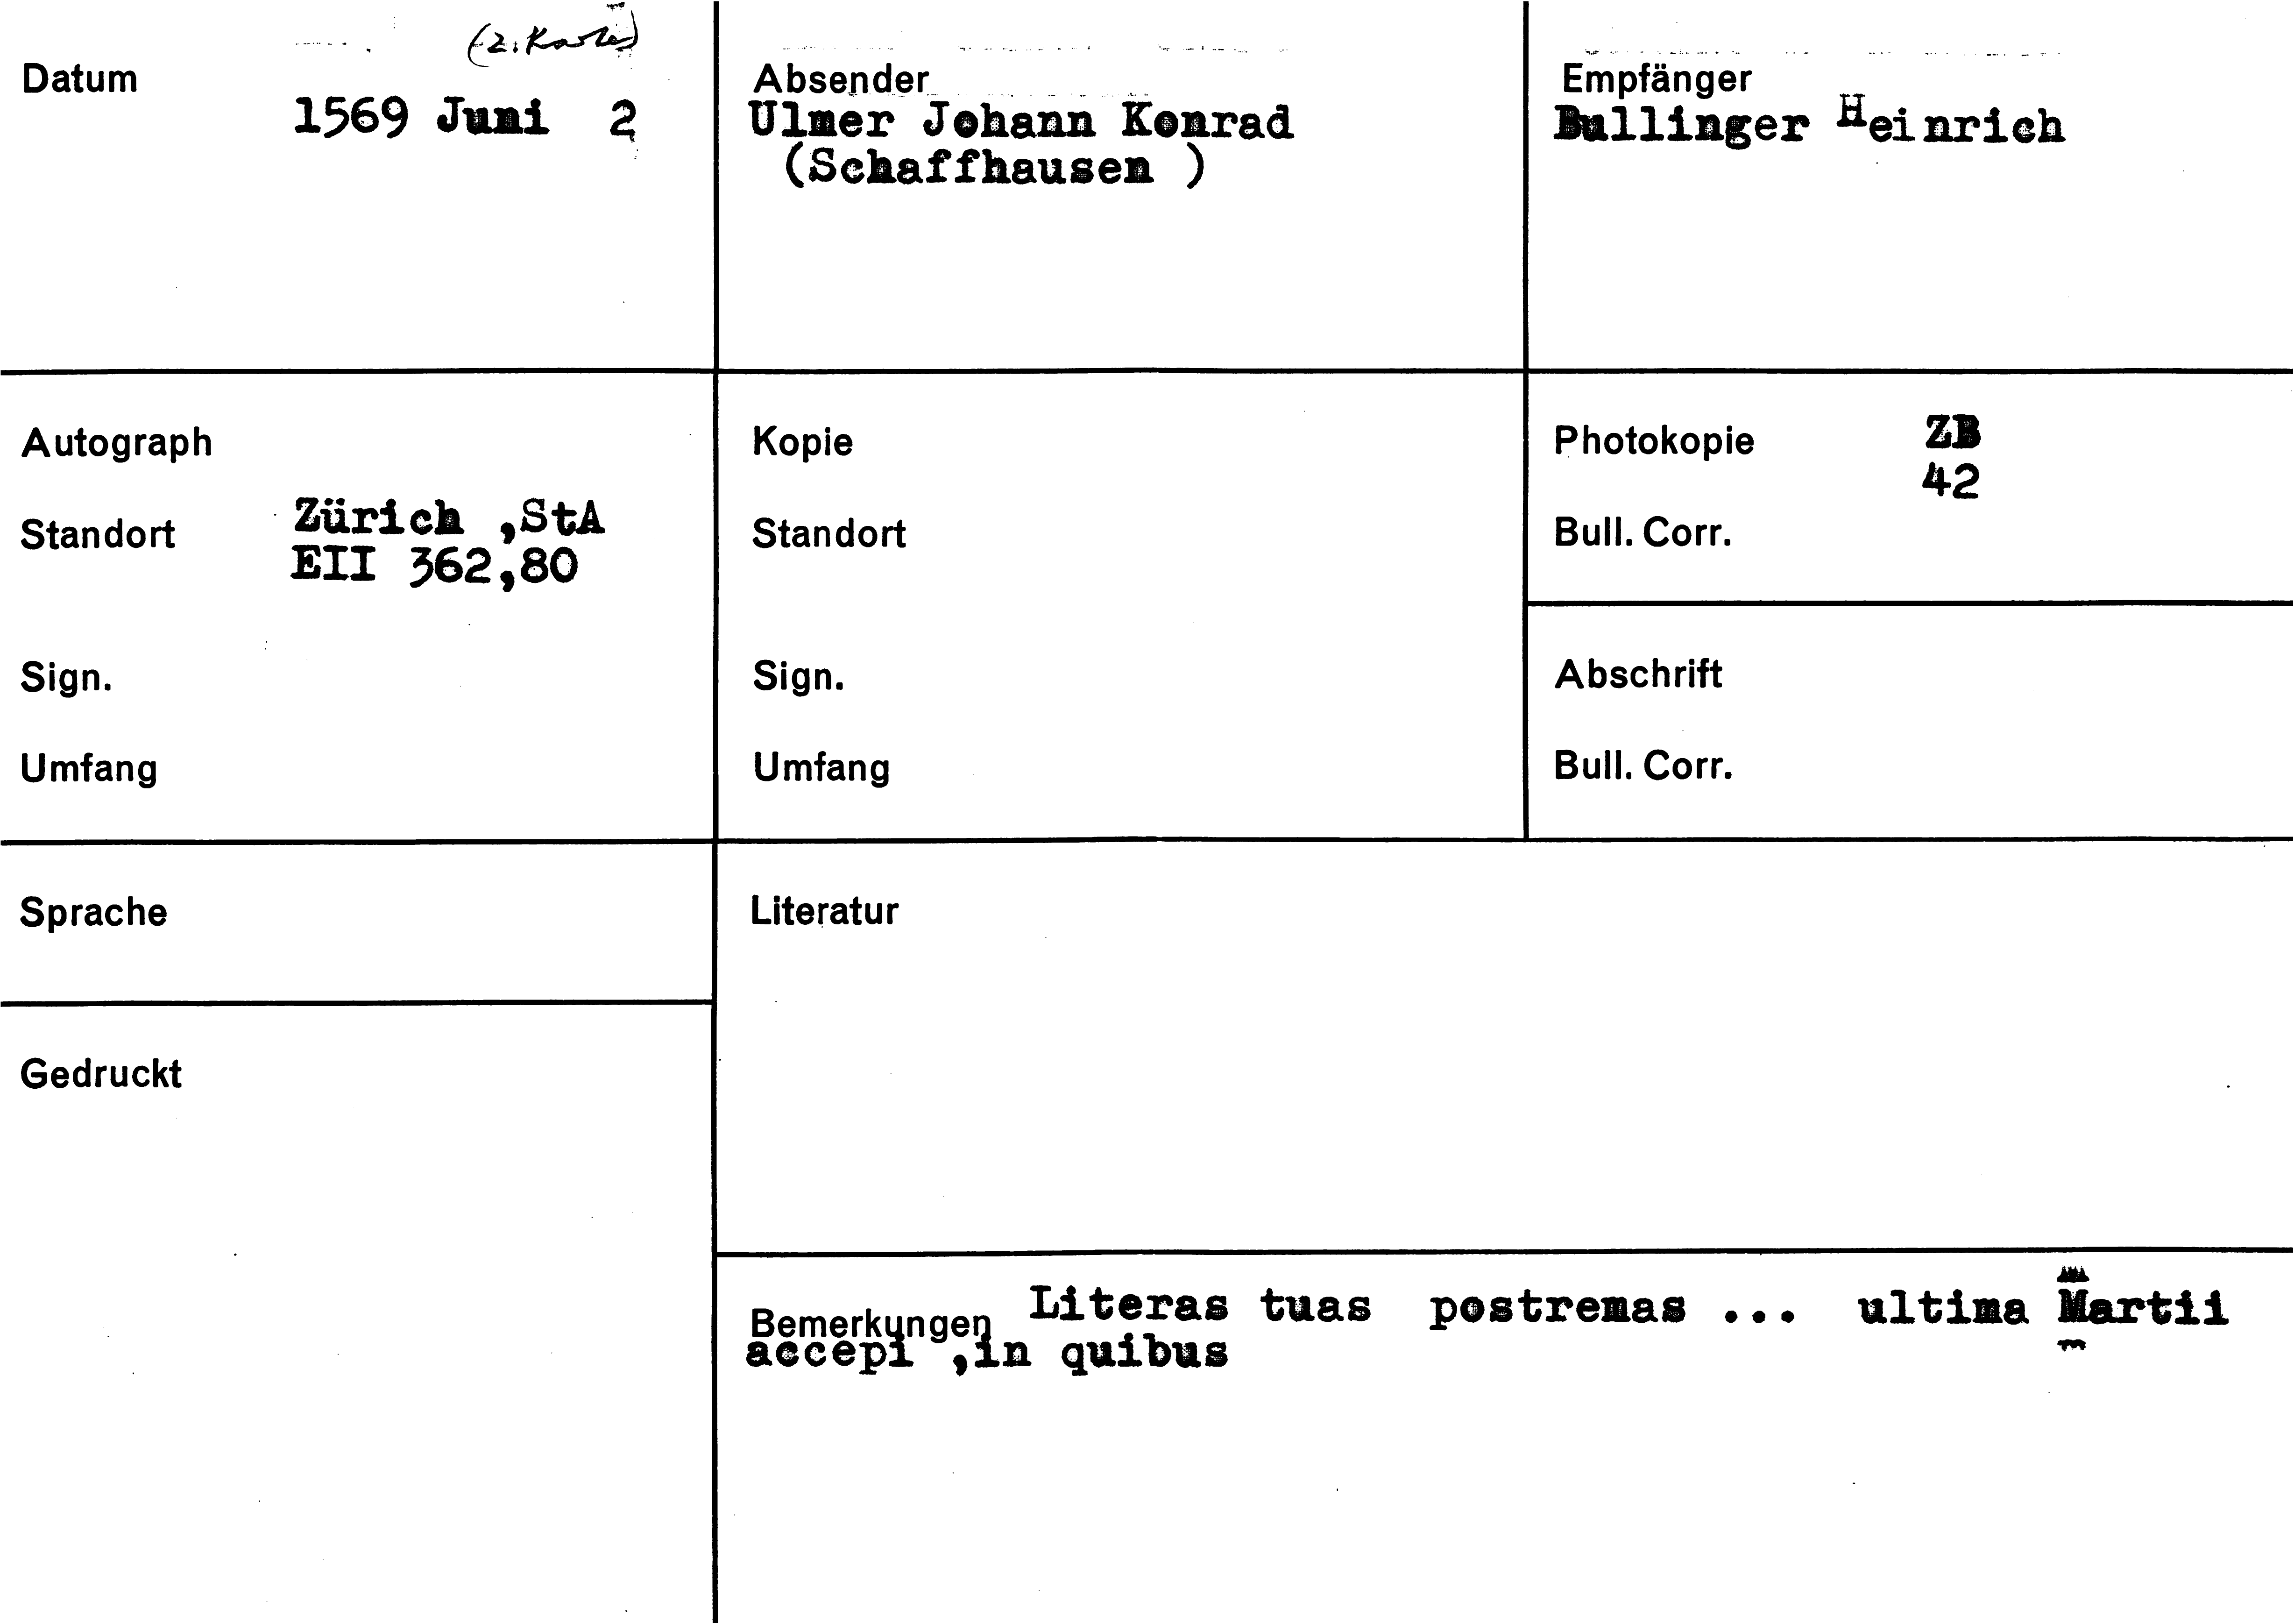 (2. Karte)
Datum
1569 Juni 2
Absender
Ulmer Johann Konrad
(Schaffhausen )
Empfänger
Bullinger Heinrich
Autograph
Standort
Zürich ,StA
EII 362,80
Sign.
Umfang
Kopie
Standort
Sign.
Umfang
Photokopie
ZB
42
Bull. Corr.
Abschrift
Bull. Corr.
Sprache
Literatur
Gedruckt
Bemerkungen Literas tuas postremas ... ultima Martii
accepi ,in quibus